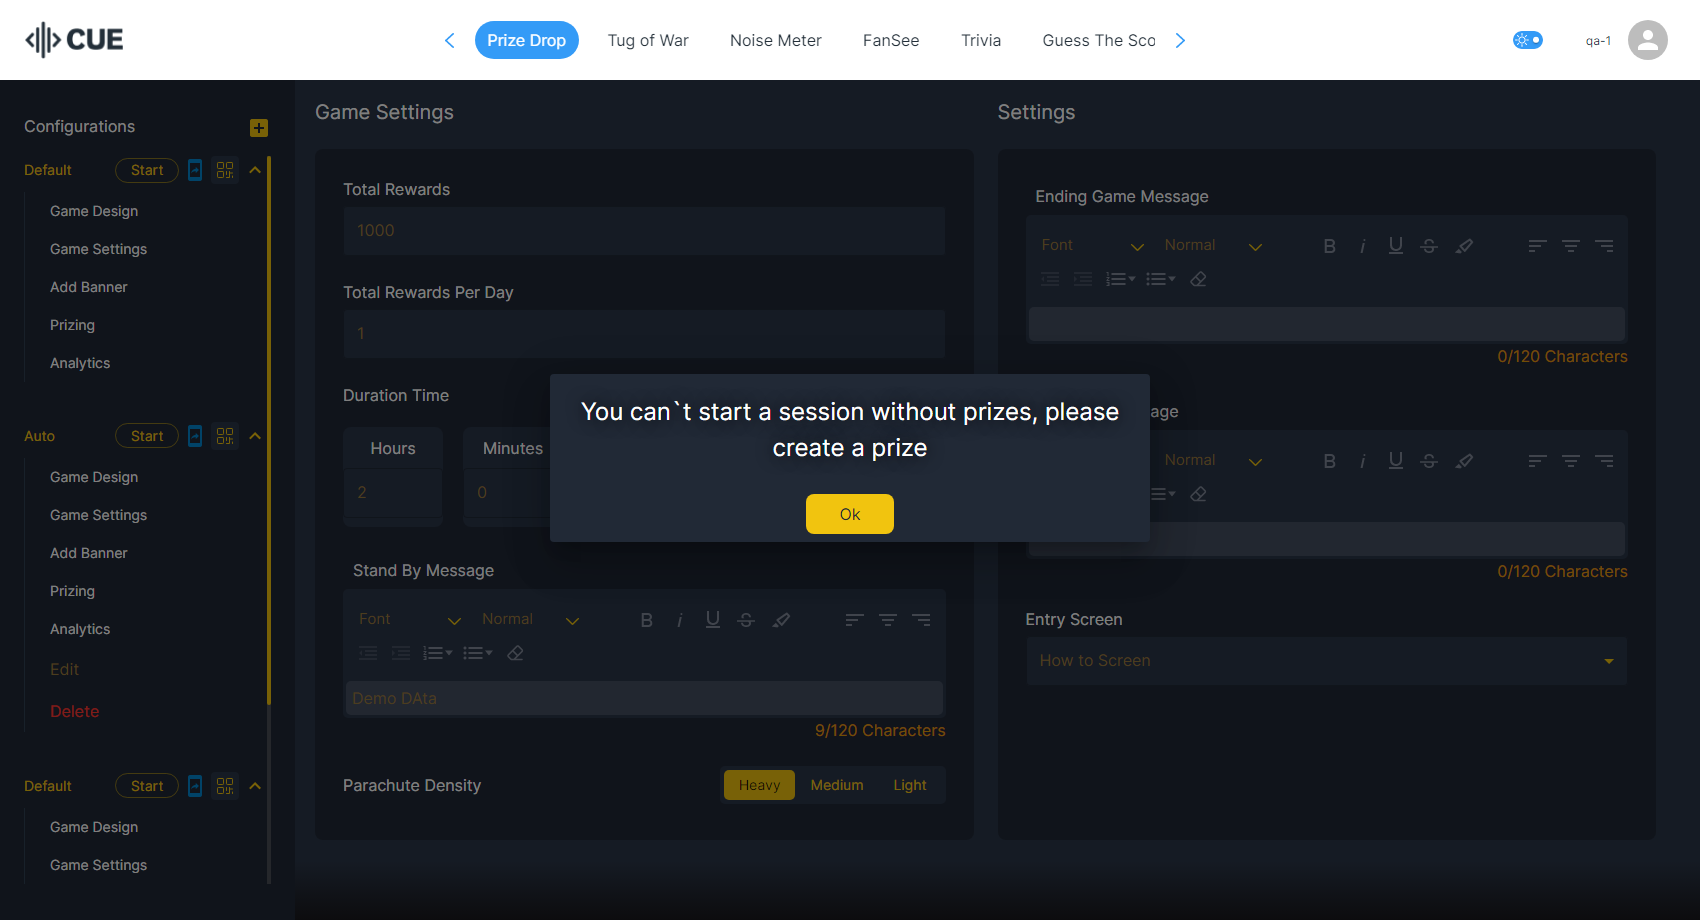 CUE
Prize Drop
Tug of War
Noise Meter
FanSee
Trivia
Guess The Sco
qa-1
Configurations
Default
Start
Game Design
Game Settings
Add Banner
Prizing
Analytics
Auto
Start
Game Design
Game Settings
Add Banner
Prizing
Analytics
Edit
Delete
Default
Start
Game Design
Game Settings
Game Settings
Total Rewards
1000
Total Rewards Per Day
1
Duration Time
Hours
Minutes
2
0
Stand By Message
Font
Normal
Demo DAta
9/120 Characters
Parachute Density
Heavy
Medium
Light
You can`t start a session without prizes, please
create a prize
Ok
Settings
Ending Game Message
Font
Normal
0/120 Characters
age
Normal
0/120 Characters
Entry Screen
How to Screen